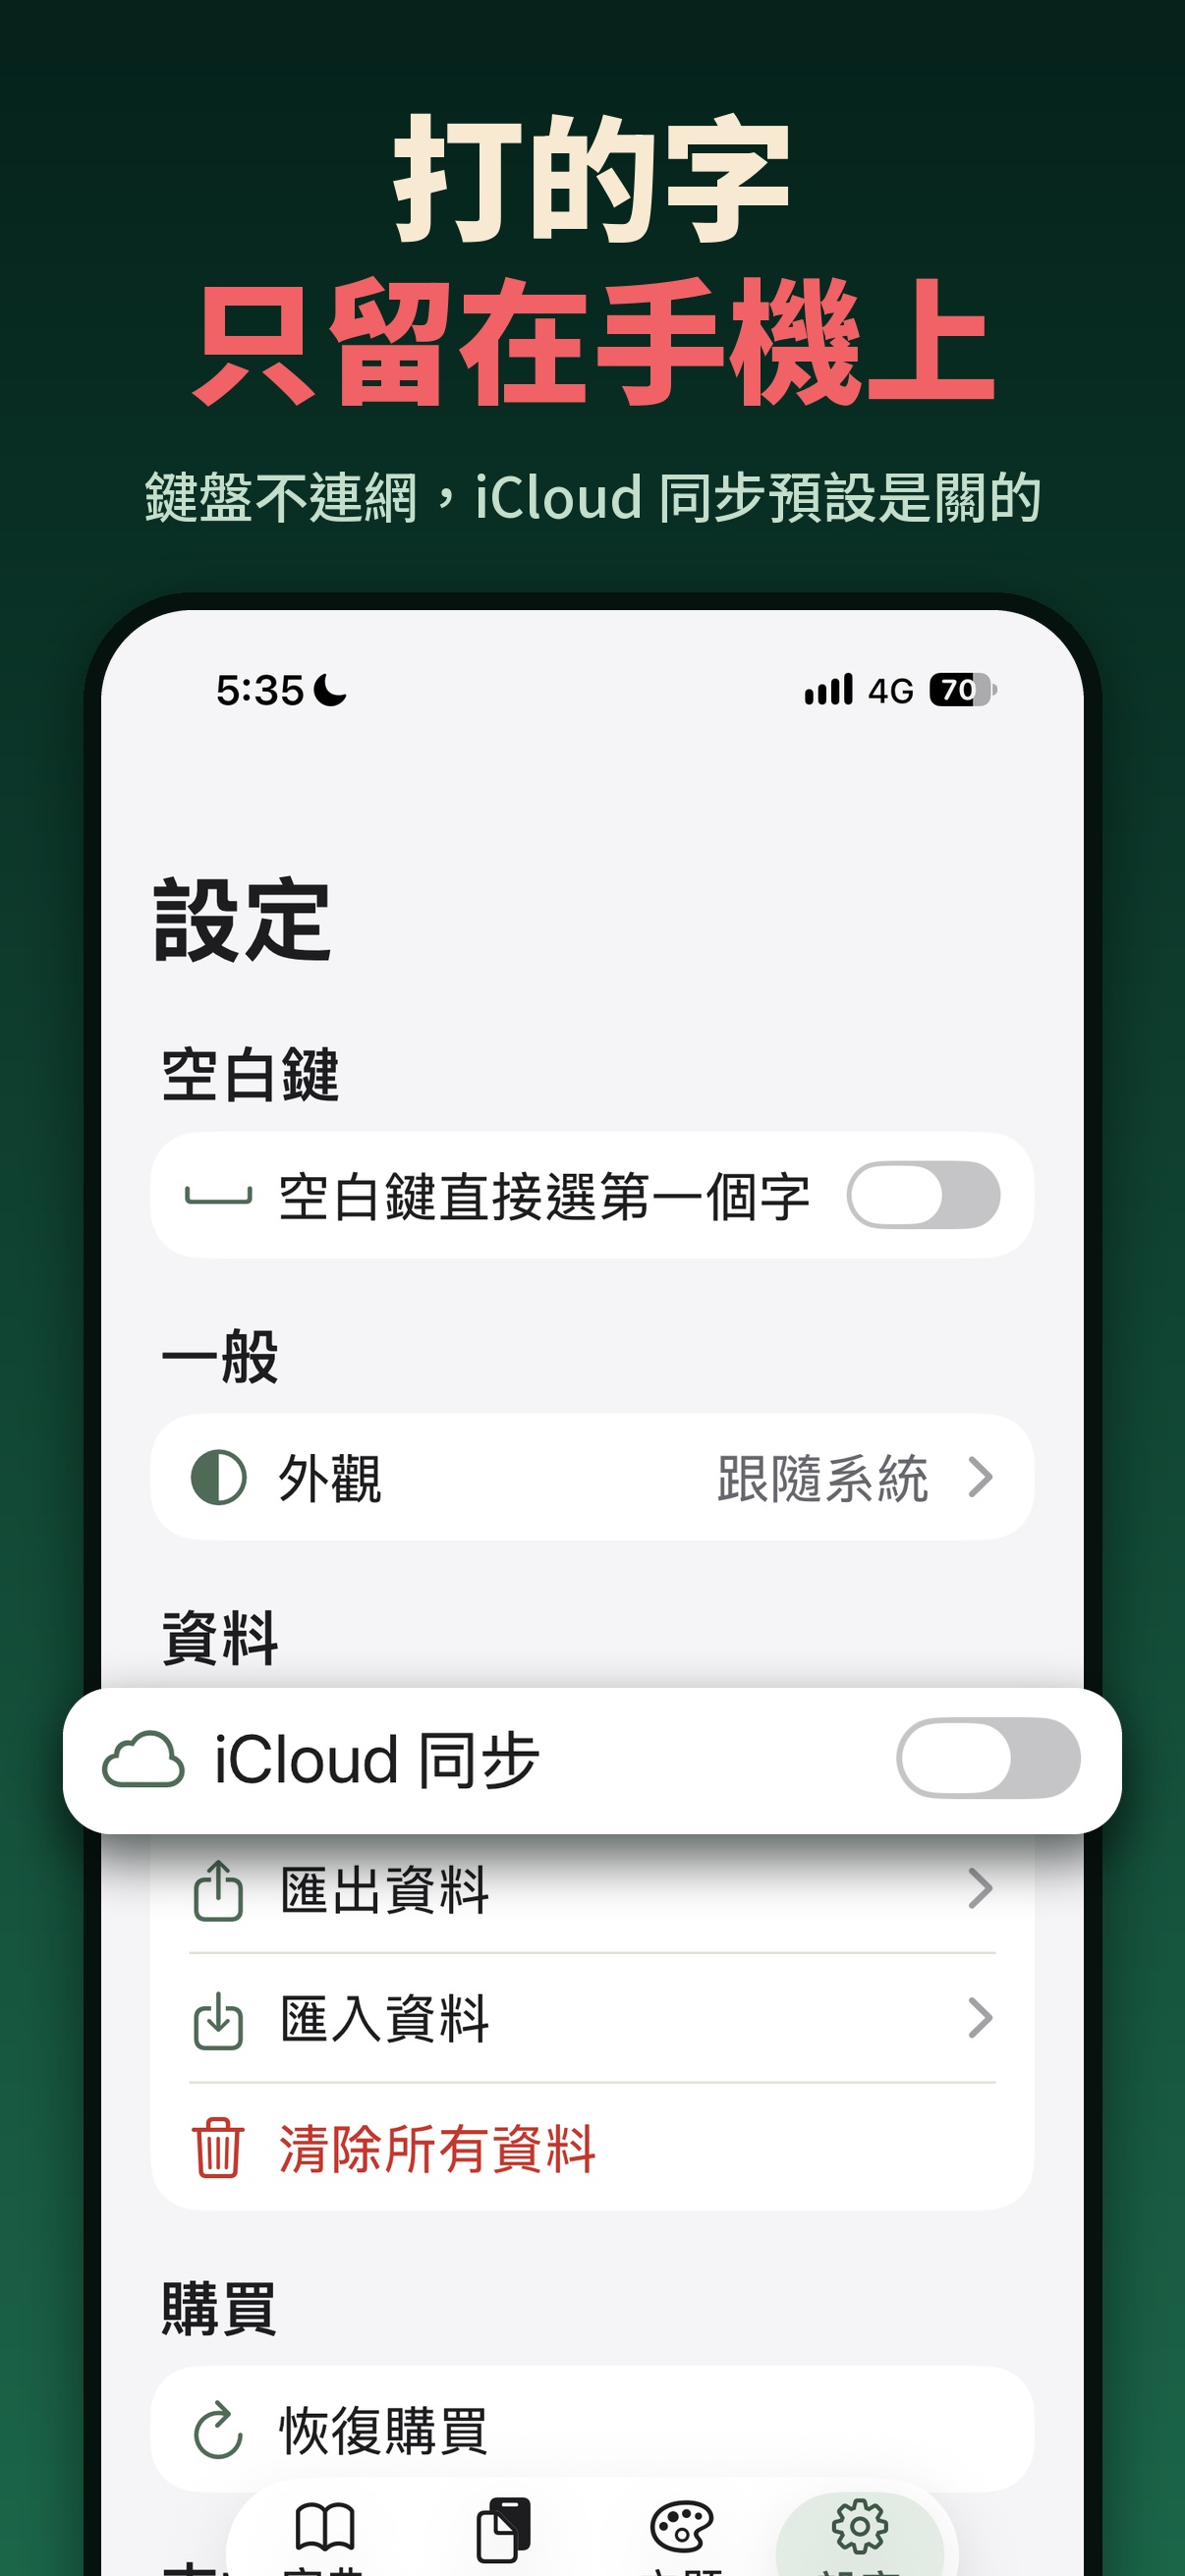 打的字
只留在手機上
鍵盤不連網，iCloud 同步預設是關的
5:35 4G 70
設定
空白鍵
空白鍵直接選第一個字
一般
外觀 跟隨系統
資料
iCloud 同步
匯出資料
匯入資料
清除所有資料
購買
恢復購買